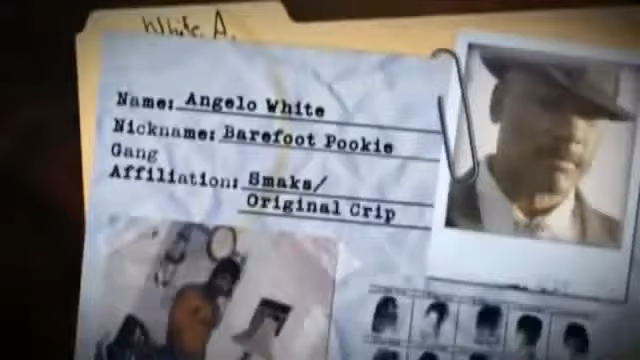 White, A.
Name: Angelo White
Nickname: Barefoot Pookie
Gang
Affiliation: Smaks/
Original Crip